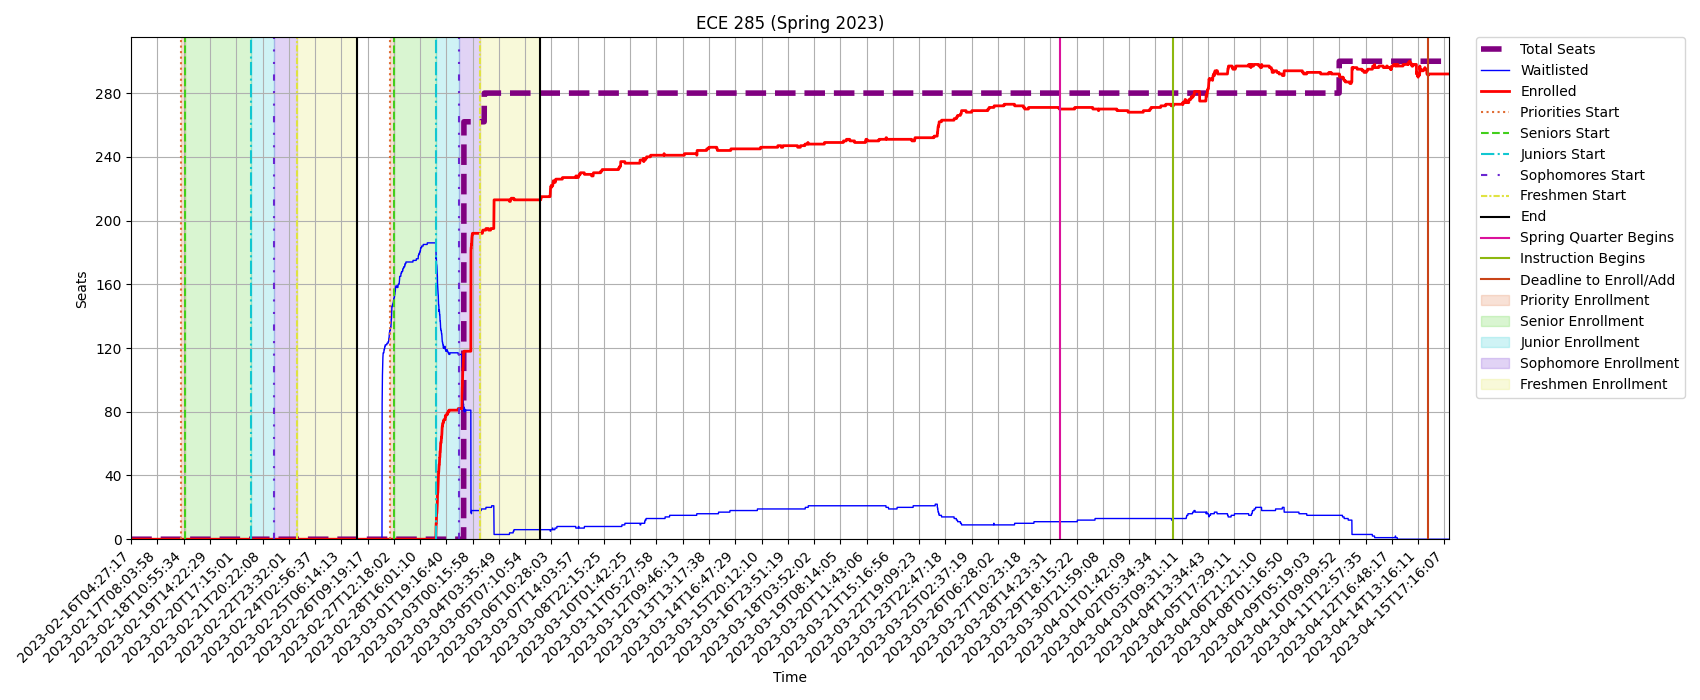 ECE 285 (Spring 2023)
Seats
280
240
200
160
120
80
40
0
2023-02-16T04:27:17
2023-02-17T08:03:58
2023-02-18T10:55:34
2023-02-19T14:22:29
2023-02-20T17:15:01
2023-02-21T20:22:08
2023-02-22T23:32:01
2023-02-24T02:56:37
2023-02-25T06:14:13
2023-02-26T09:19:17
2023-02-27T12:18:02
2023-02-28T16:01:10
2023-03-01T19:16:40
2023-03-03T00:15:58
2023-03-04T03:35:49
2023-03-05T07:10:54
2023-03-06T10:28:03
2023-03-07T14:03:57
2023-03-08T22:15:25
2023-03-10T01:42:25
2023-03-11T05:27:58
2023-03-12T09:46:13
2023-03-13T13:17:38
2023-03-14T16:47:29
2023-03-15T20:12:10
2023-03-16T23:51:19
2023-03-18T03:52:02
2023-03-19T08:14:05
2023-03-20T11:43:06
2023-03-21T15:16:56
2023-03-22T19:09:23
2023-03-23T22:47:18
2023-03-25T02:37:19
2023-03-26T06:28:02
2023-03-27T10:23:18
2023-03-28T14:23:31
2023-03-29T18:15:22
2023-03-30T21:59:08
2023-04-01T01:42:09
2023-04-02T05:34:34
2023-04-03T09:31:11
2023-04-04T13:34:43
2023-04-05T17:29:11
2023-04-06T21:21:10
2023-04-08T01:16:50
2023-04-09T05:19:03
2023-04-10T09:09:52
2023-04-11T12:57:35
2023-04-12T16:48:17
2023-04-14T13:16:11
2023-04-15T17:16:07
Time
Total Seats
Waitlisted
Enrolled
Priorities Start
Seniors Start
Juniors Start
Sophomores Start
Freshmen Start
End
Spring Quarter Begins
Instruction Begins
Deadline to Enroll/Add
Priority Enrollment
Senior Enrollment
Junior Enrollment
Sophomore Enrollment
Freshmen Enrollment